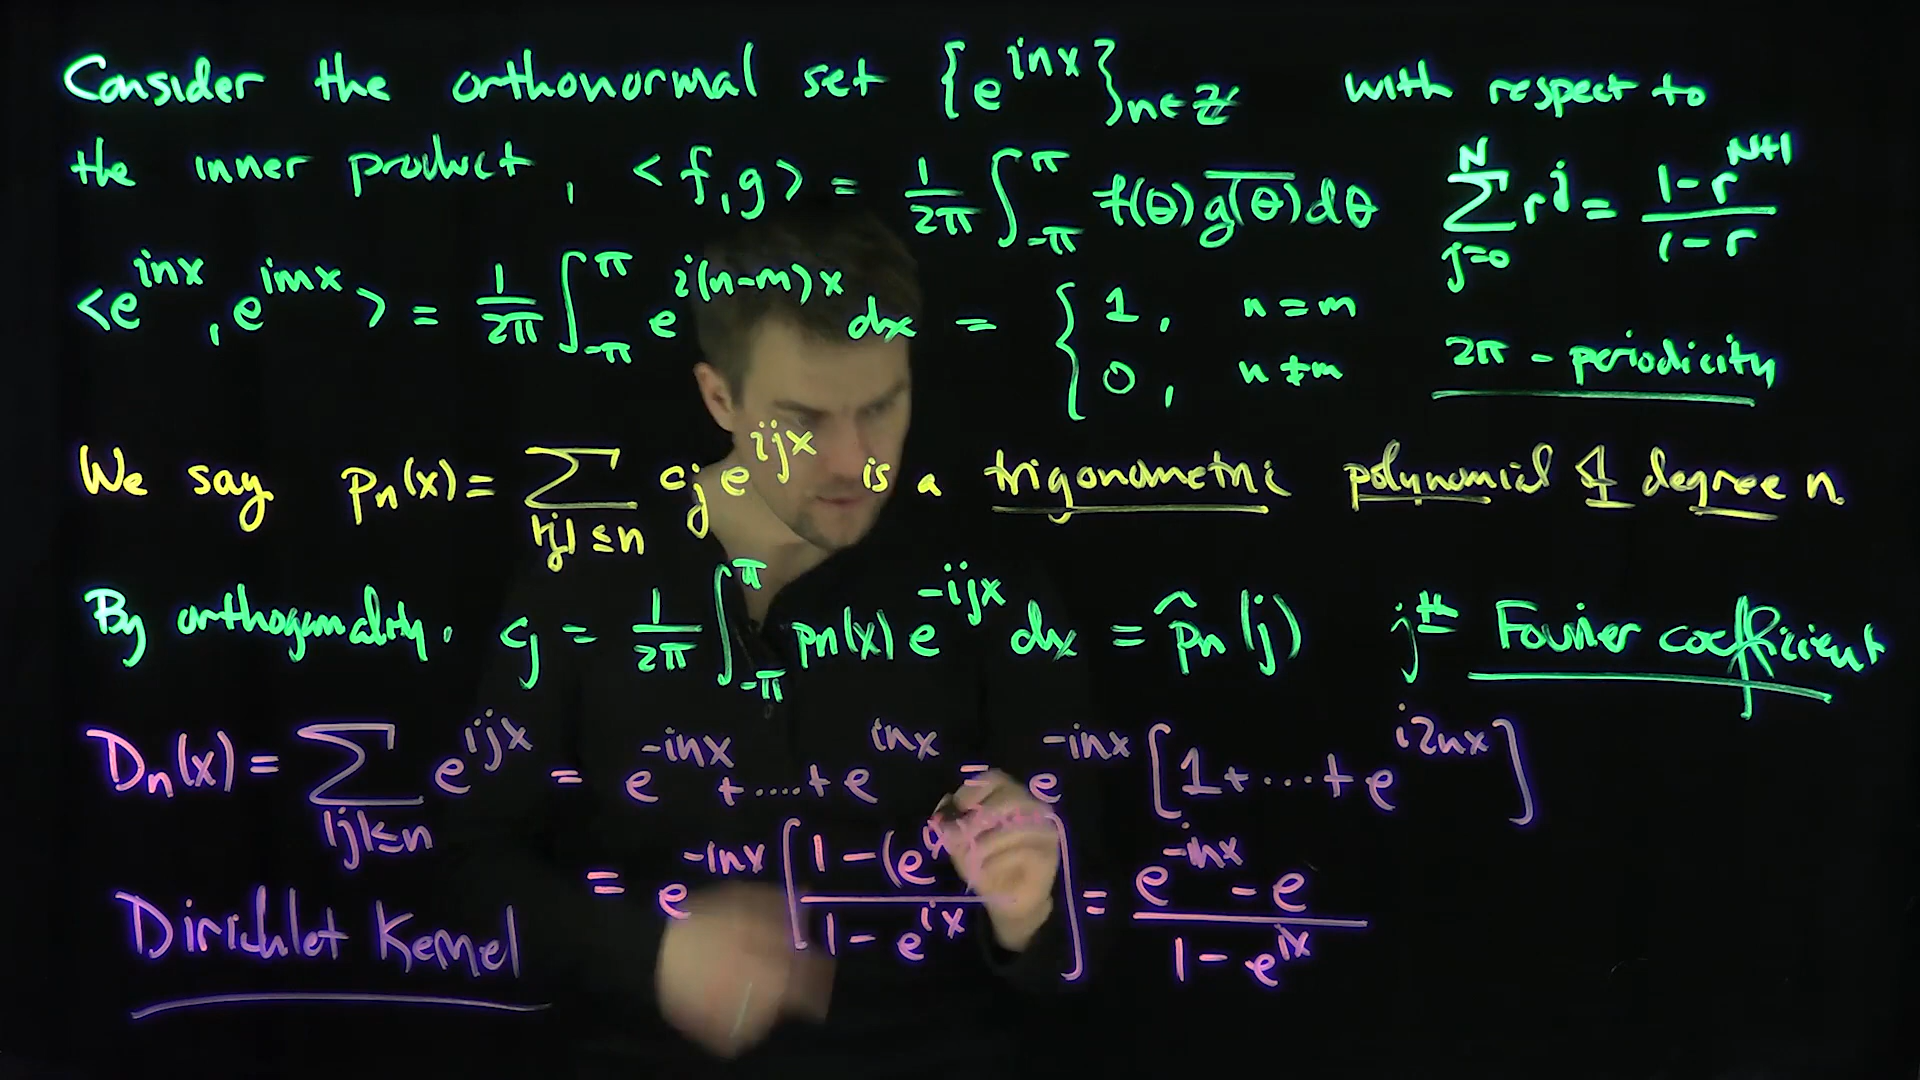 Consider the orthonormal set {e^{inx}}_{n∈ℤ} with respect to
the inner product, <f,g> = 1/2π ∫_{-π}^{π} f(θ) \overline{g(θ)} dθ
∑_{j=0}^{N} r^j = (1-r^{N+1})/(1-r)
<e^{inx}, e^{imx}> = 1/2π ∫_{-π}^{π} e^{i(n-m)x} dx = { 1, n=m
0, n≠m
2π - periodicity
We say p_n(x) = ∑_{|j|≤n} c_j e^{ijx} is a trigonometric polynomial of degree n
By orthogonality, c_j = 1/2π ∫_{-π}^{π} p_n(x) e^{-ijx} dx = \hat{p}_n(j) j^{th} Fourier coefficient
D_n(x) = ∑_{|j|≤n} e^{ijx} = e^{-inx} + .... + e^{inx} = e^{-inx} [1 + ... + e^{i2nx}]
= e^{-inx} [ (1-(e / (1-e^{ix}) ] = (e^{-inx} - e)/(1-e^{ix})
Dirichlet Kernel